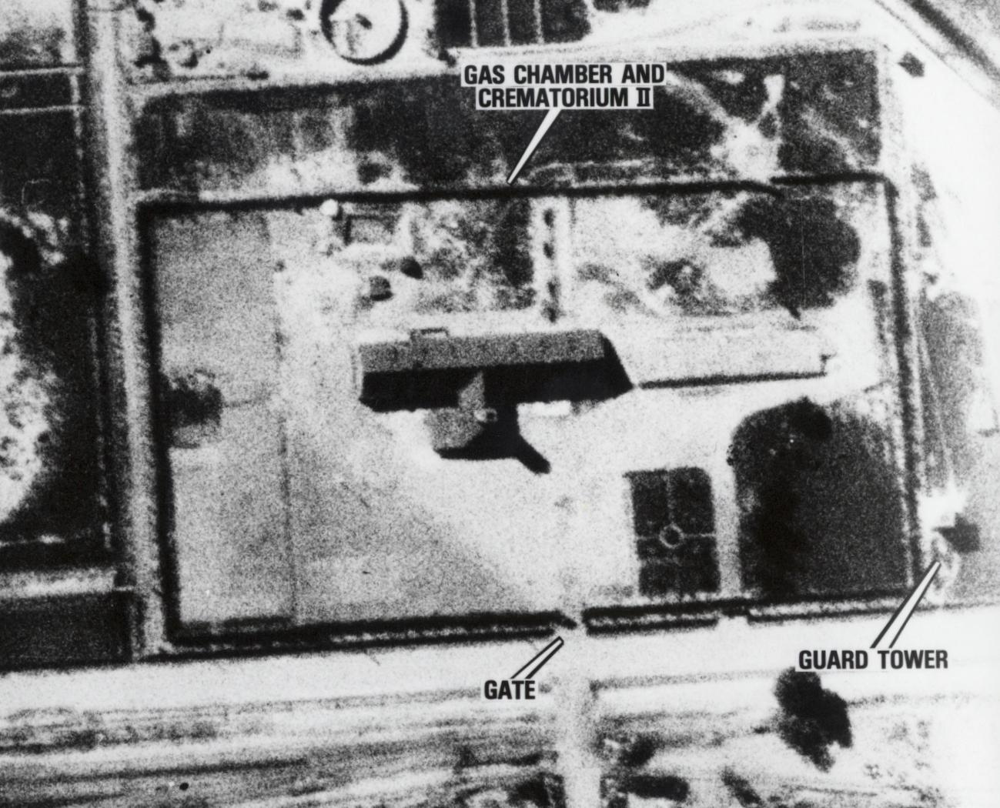 GAS CHAMBER AND
CREMATORIUM II
GUARD TOWER
GATE